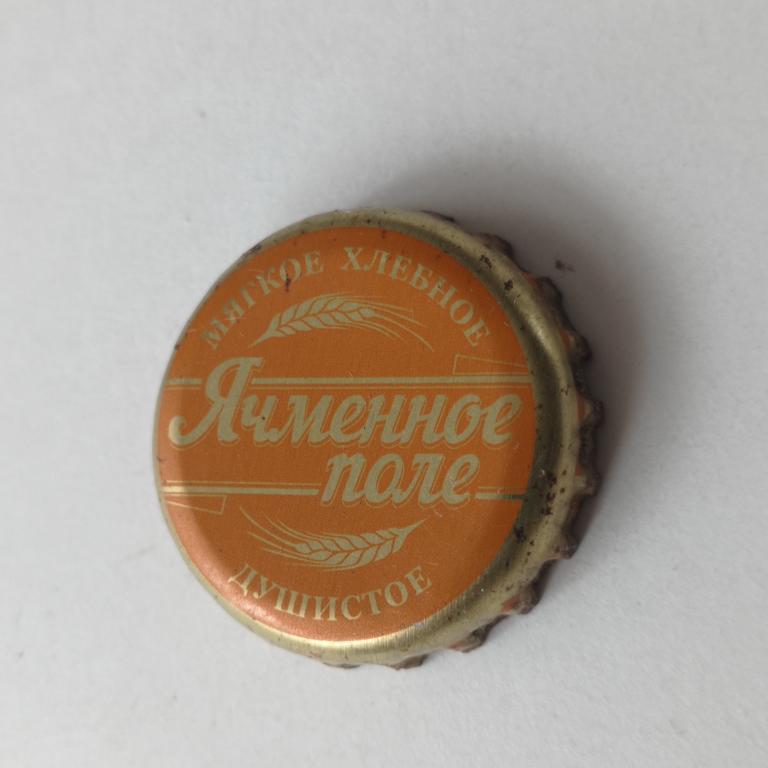 МЯГКОЕ ХЛЕБНОЕ
Ячменное
поле
ДУШИСТОЕ